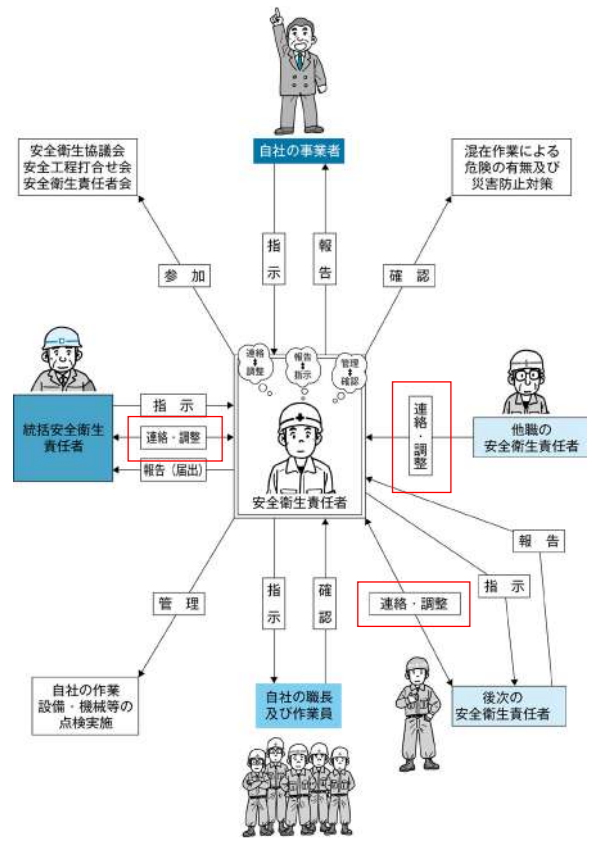 自社の事業者
安全衛生協議会
安全工程打合せ会
安全衛生責任者会
混在作業による
危険の有無及び
災害防止対策
指示
報告
参加
確認
連絡⬍調整
報告⬍指示
管理⬍確認
統括安全衛生
責任者
指示
連絡・調整
報告（届出）
安全衛生責任者
連絡・調整
他職の
安全衛生責任者
報告
指示
管理
指示
確認
連絡・調整
自社の作業
設備・機械等の
点検実施
自社の職長
及び作業員
後次の
安全衛生責任者